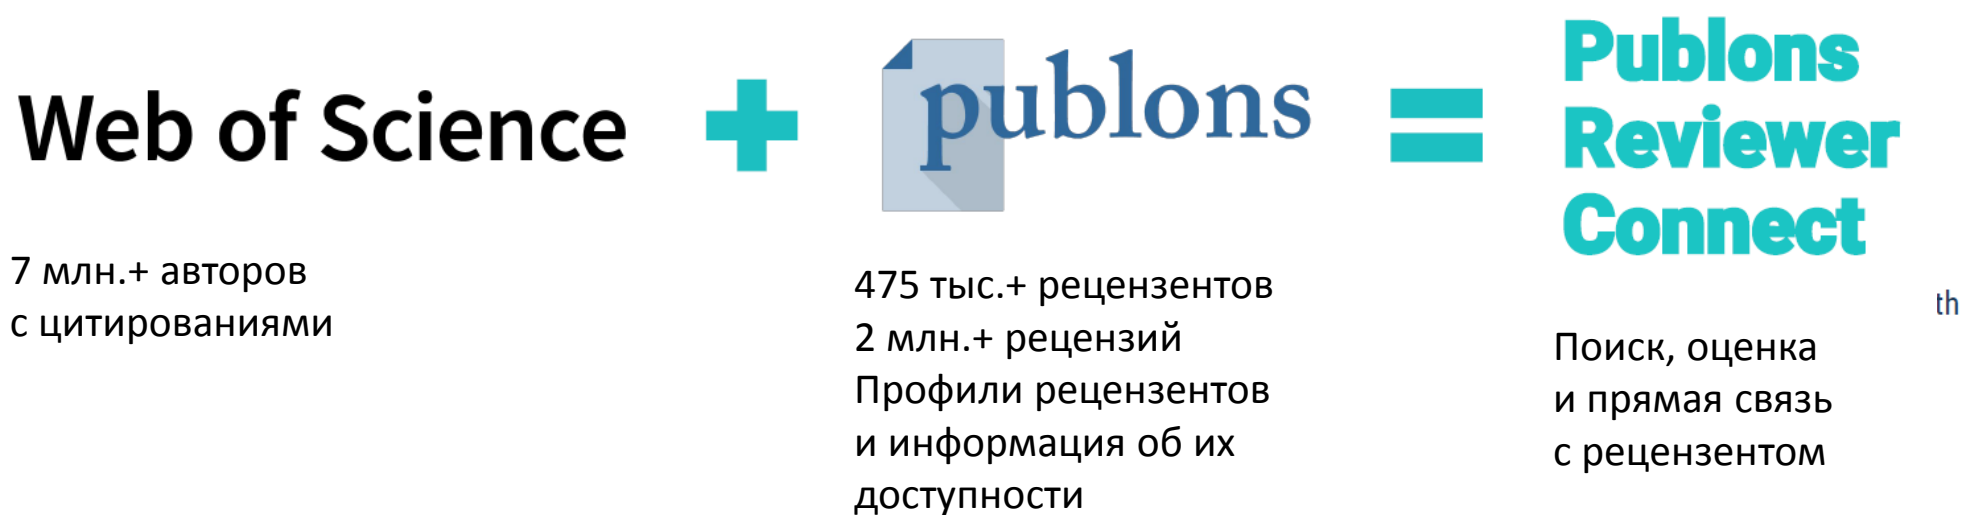 Web of Science
+
publons
=
Publons
Reviewer
Connect
7 млн.+ авторов
с цитированиями
475 тыс.+ рецензентов
2 млн.+ рецензий
Профили рецензентов
и информация об их
доступности
th
Поиск, оценка
и прямая связь
с рецензентом